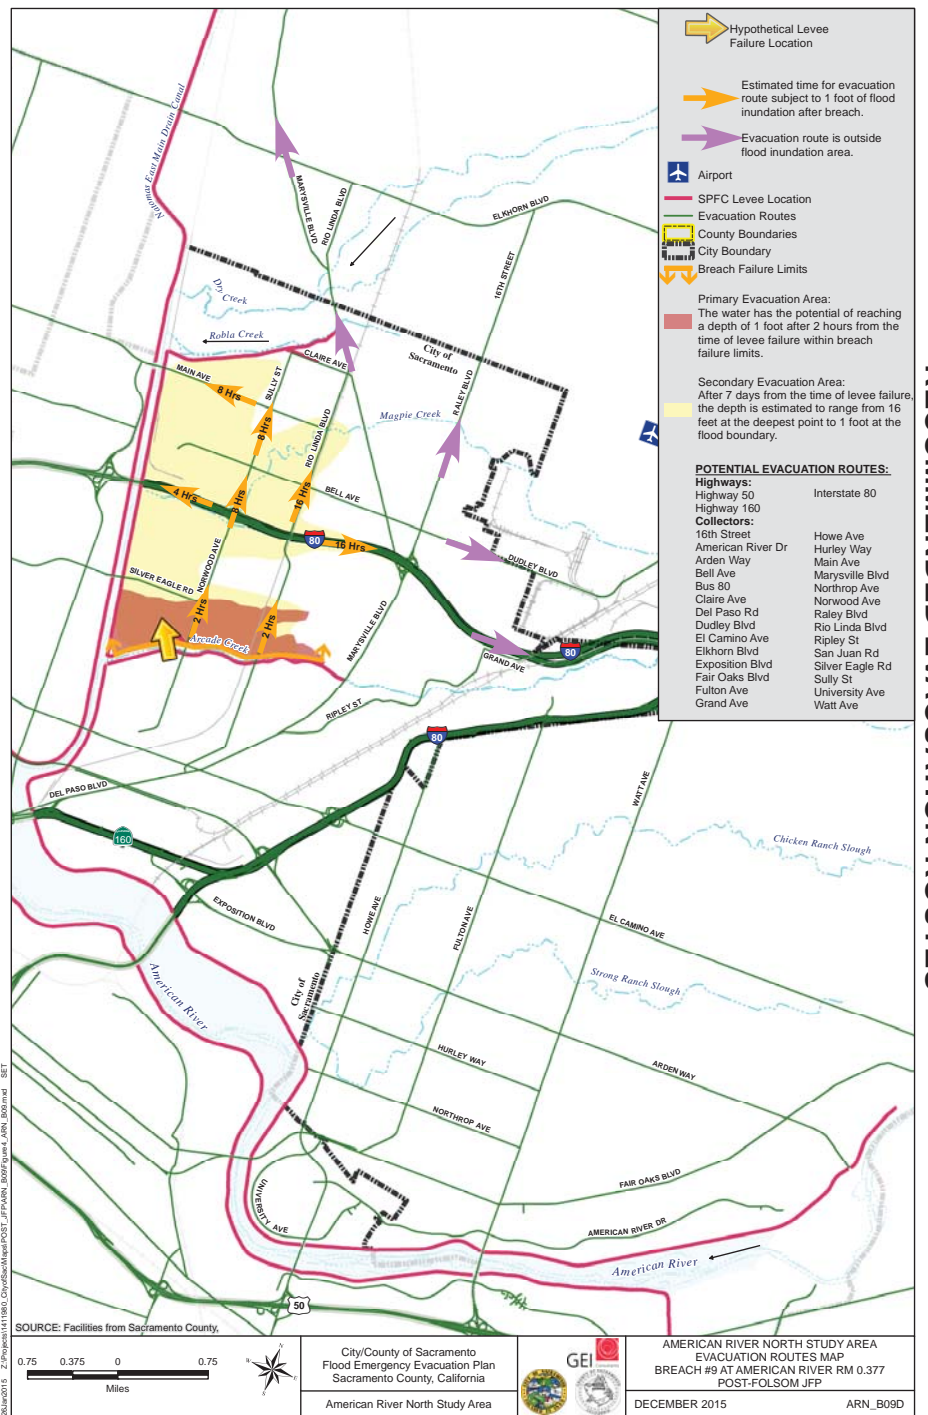 Hypothetical Levee
Failure Location
Estimated time for evacuation
route subject to 1 foot of flood
inundation after breach.
Evacuation route is outside
flood inundation area.
Airport
SPFC Levee Location
Evacuation Routes
County Boundaries
City Boundary
Breach Failure Limits
Primary Evacuation Area:
The water has the potential of reaching
a depth of 1 foot after 2 hours from the
time of levee failure within breach
failure limits.
Secondary Evacuation Area:
After 7 days from the time of levee failure,
the depth is estimated to range from 16
feet at the deepest point to 1 foot at the
flood boundary.
POTENTIAL EVACUATION ROUTES:
Highways:
Highway 50
Interstate 80
Highway 160
Collectors:
16th Street
American River Dr
Arden Way
Bell Ave
Bus 80
Claire Ave
Del Paso Rd
Dudley Blvd
El Camino Ave
Elkhorn Blvd
Exposition Blvd
Fair Oaks Blvd
Fulton Ave
Grand Ave
Howe Ave
Hurley Way
Main Ave
Marysville Blvd
Northrop Ave
Norwood Ave
Raley Blvd
Rio Linda Blvd
Ripley St
San Juan Rd
Silver Eagle Rd
Sully St
University Ave
Watt Ave
Natomas East Main Drain Canal
MARYSVILLE BLVD
RIO LINDA BLVD
ELKHORN BLVD
16TH STREET
Dry
Creek
Robla Creek
City of
Sacramento
CLAIRE AVE
MAIN AVE
8 Hrs
SULLY ST
8 Hrs
RIO LINDA BLVD
Magpie Creek
RALEY BLVD
4 Hrs
8 Hrs
16 Hrs
BELL AVE
80
16 Hrs
DUDLEY BLVD
SILVER EAGLE RD
NORWOOD AVE
2 Hrs
2 Hrs
Arcade Creek
MARYSVILLE BLVD
GRAND AVE
80
RIPLEY ST
80
DEL PASO BLVD
160
WATT AVE
Chicken Ranch Slough
EXPOSITION BLVD
HOWE AVE
FULTON AVE
EL CAMINO AVE
American River
City of
Sacramento
Strong Ranch Slough
HURLEY WAY
ARDEN WAY
NORTHROP AVE
FAIR OAKS BLVD
UNIVERSITY AVE
AMERICAN RIVER DR
American River
50
SOURCE: Facilities from Sacramento County,
0.75 0.375 0 0.75
Miles
N
W
E
S
City/County of Sacramento
Flood Emergency Evacuation Plan
Sacramento County, California
American River North Study Area
GEI
Consultants
AMERICAN RIVER NORTH STUDY AREA
EVACUATION ROUTES MAP
BREACH #9 AT AMERICAN RIVER RM 0.377
POST-FOLSOM JFP
DECEMBER 2015 ARN_B09D